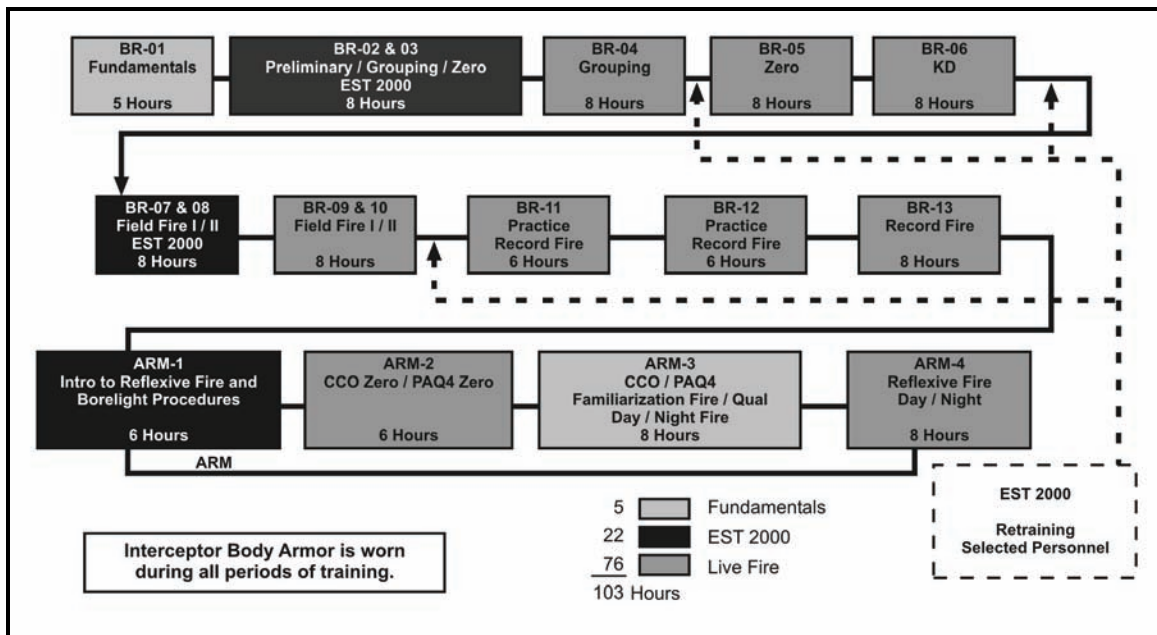 BR-01
Fundamentals
5 Hours
BR-02 & 03
Preliminary / Grouping / Zero
EST 2000
8 Hours
BR-04
Grouping
8 Hours
BR-05
Zero
8 Hours
BR-06
KD
8 Hours
BR-07 & 08
Field Fire I / II
EST 2000
8 Hours
BR-09 & 10
Field Fire I / II
8 Hours
BR-11
Practice
Record Fire
6 Hours
BR-12
Practice
Record Fire
6 Hours
BR-13
Record Fire
8 Hours
ARM-1
Intro to Reflexive Fire and
Borelight Procedures
6 Hours
ARM-2
CCO Zero / PAQ4 Zero
6 Hours
ARM-3
CCO / PAQ4
Familiarization Fire / Qual
Day / Night Fire
8 Hours
ARM-4
Reflexive Fire
Day / Night
8 Hours
ARM
Interceptor Body Armor is worn
during all periods of training.
5 Fundamentals
22 EST 2000
76 Live Fire
103 Hours
EST 2000
Retraining
Selected Personnel